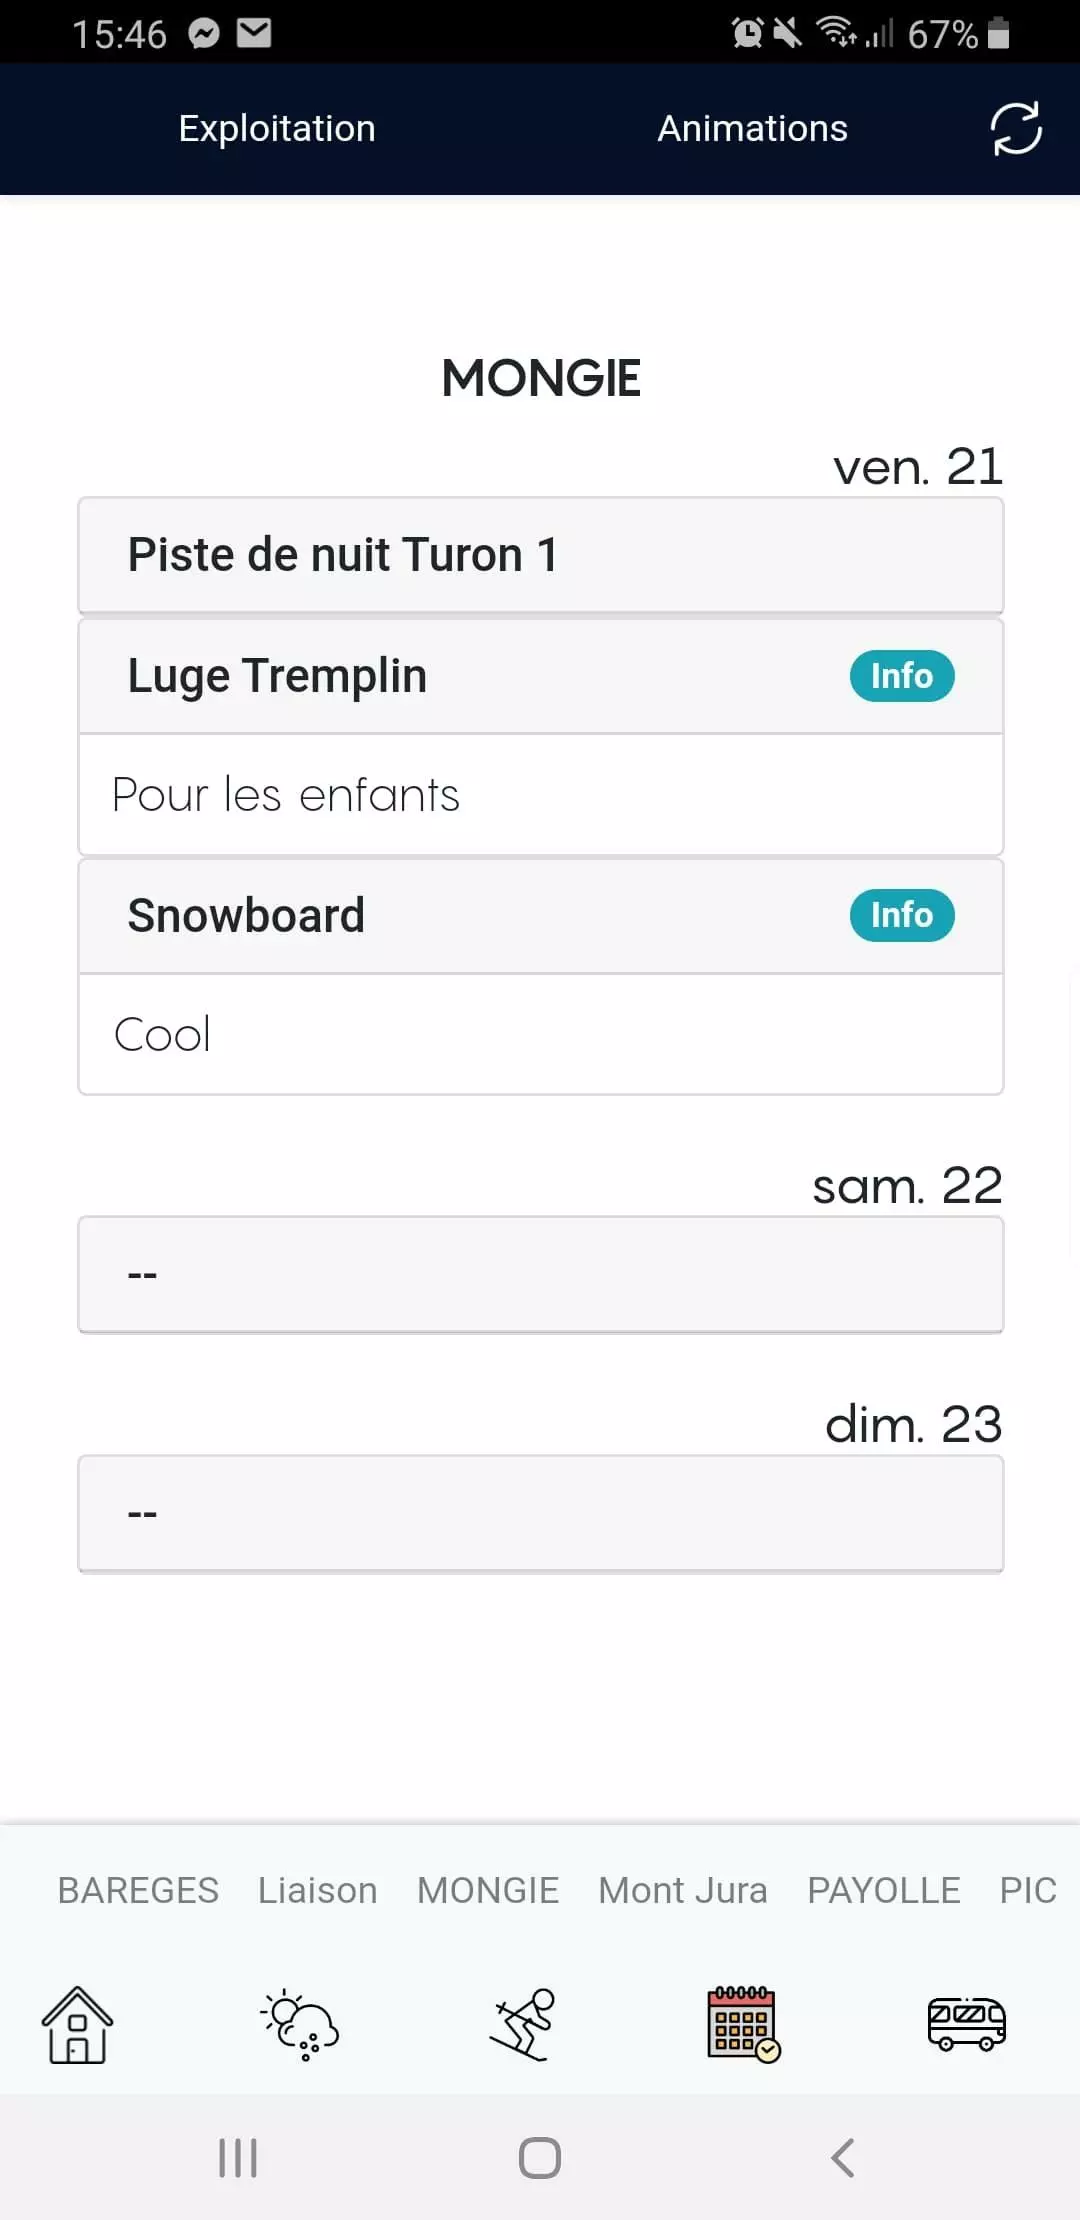 15:46 67%
Exploitation Animations
MONGIE
ven. 21
Piste de nuit Turon 1
Luge Tremplin Info
Pour les enfants
Snowboard Info
Cool
sam. 22
--
dim. 23
--
BAREGES Liaison MONGIE Mont Jura PAYOLLE PIC